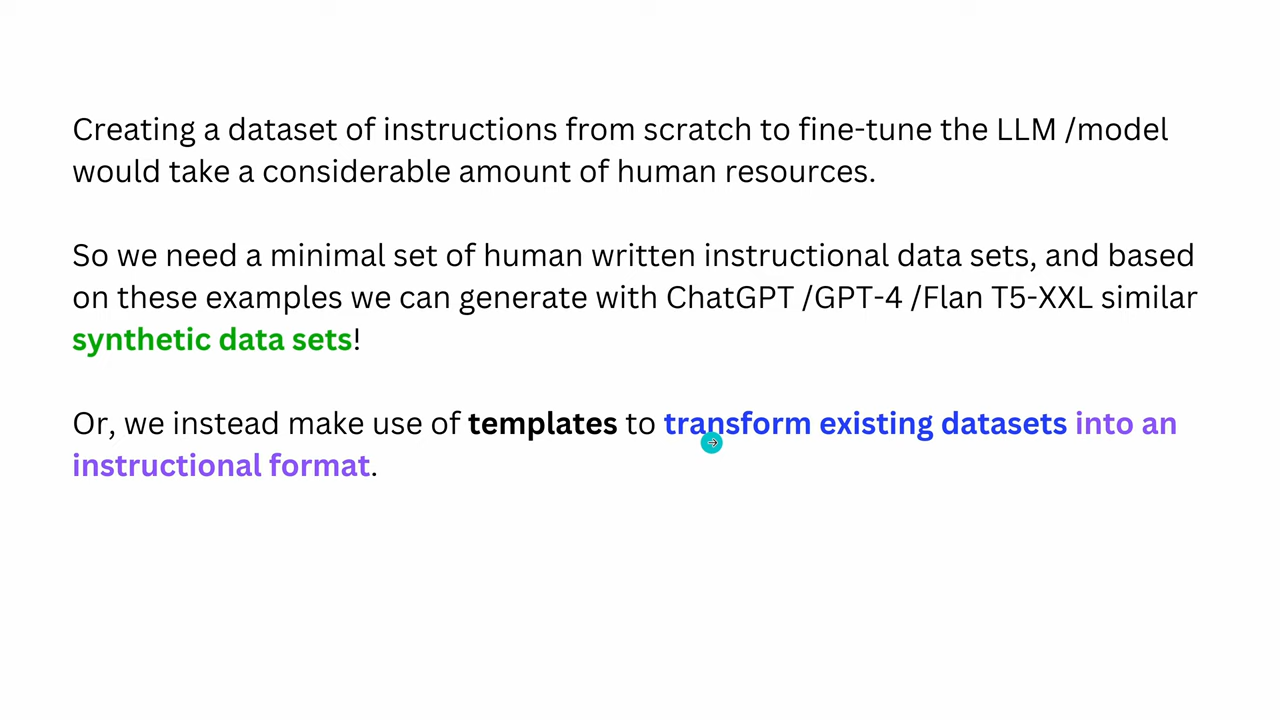 Creating a dataset of instructions from scratch to fine-tune the LLM /model
would take a considerable amount of human resources.
So we need a minimal set of human written instructional data sets, and based
on these examples we can generate with ChatGPT /GPT-4 /Flan T5-XXL similar
synthetic data sets!
Or, we instead make use of templates to transform existing datasets into an
instructional format.